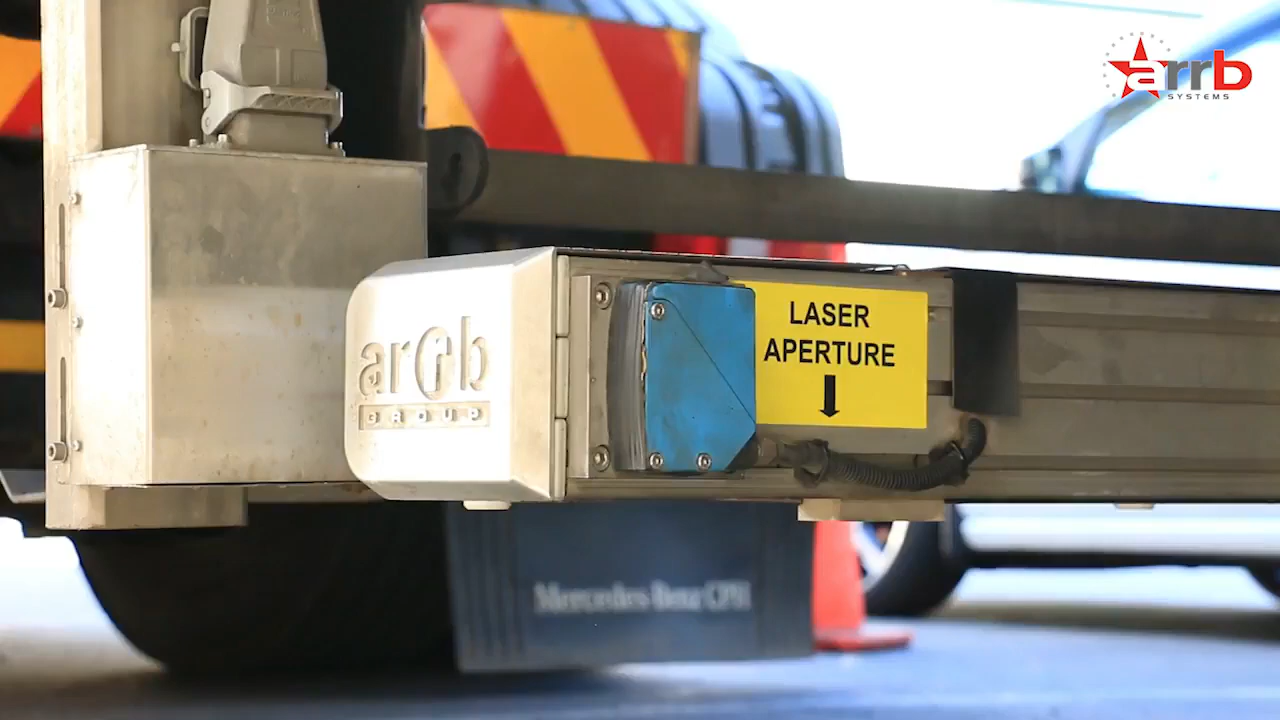 arrb
SYSTEMS
LASER
APERTURE
arrb
GROUP
Mercedes-Benz CPH